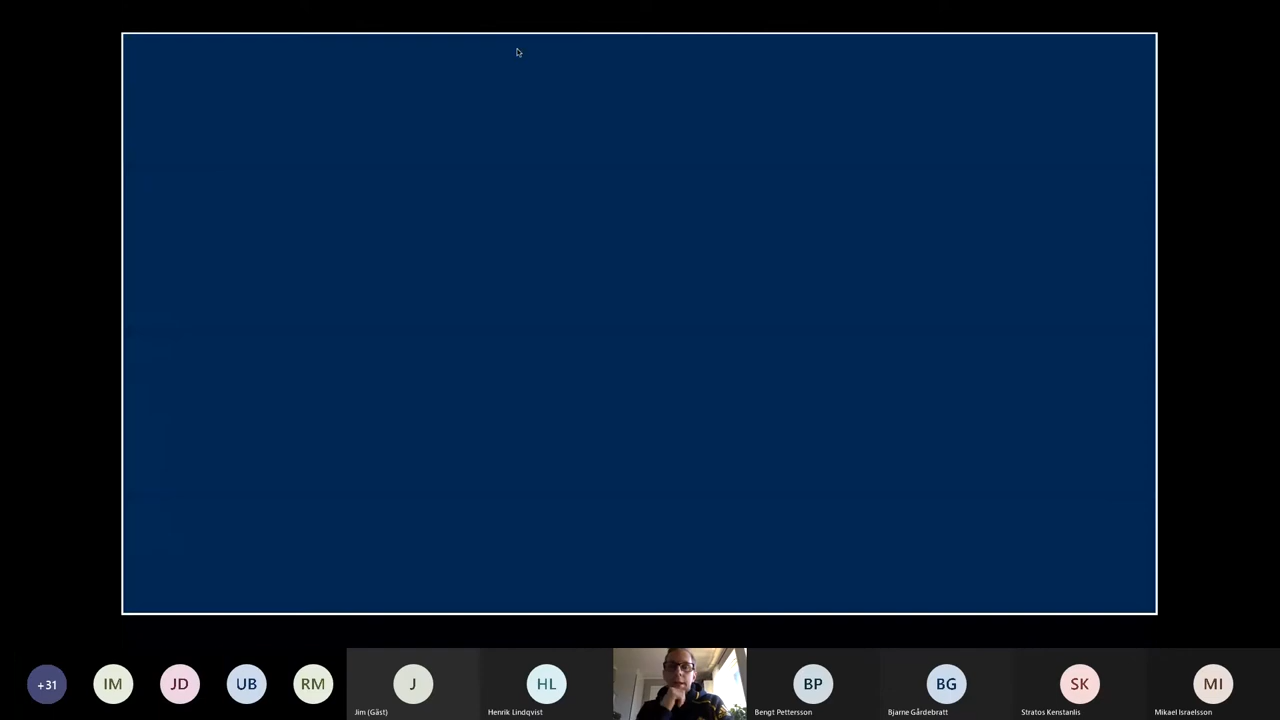 +31
IM
JD
UB
RM
J
HL
BP
BG
SK
MI
Jim (Gäst)
Henrik Lindqvist
Bengt Pettersson
Bjarne Gårdebratt
Stratos Kenstanlis
Mikael Israelsson